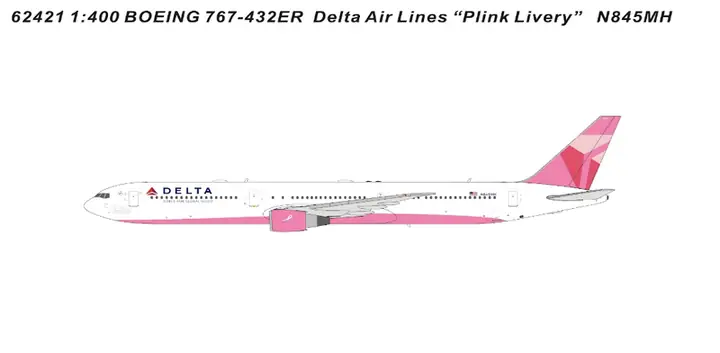 62421 1:400 BOEING 767-432ER Delta Air Lines “Plink Livery” N845MH
DELTA